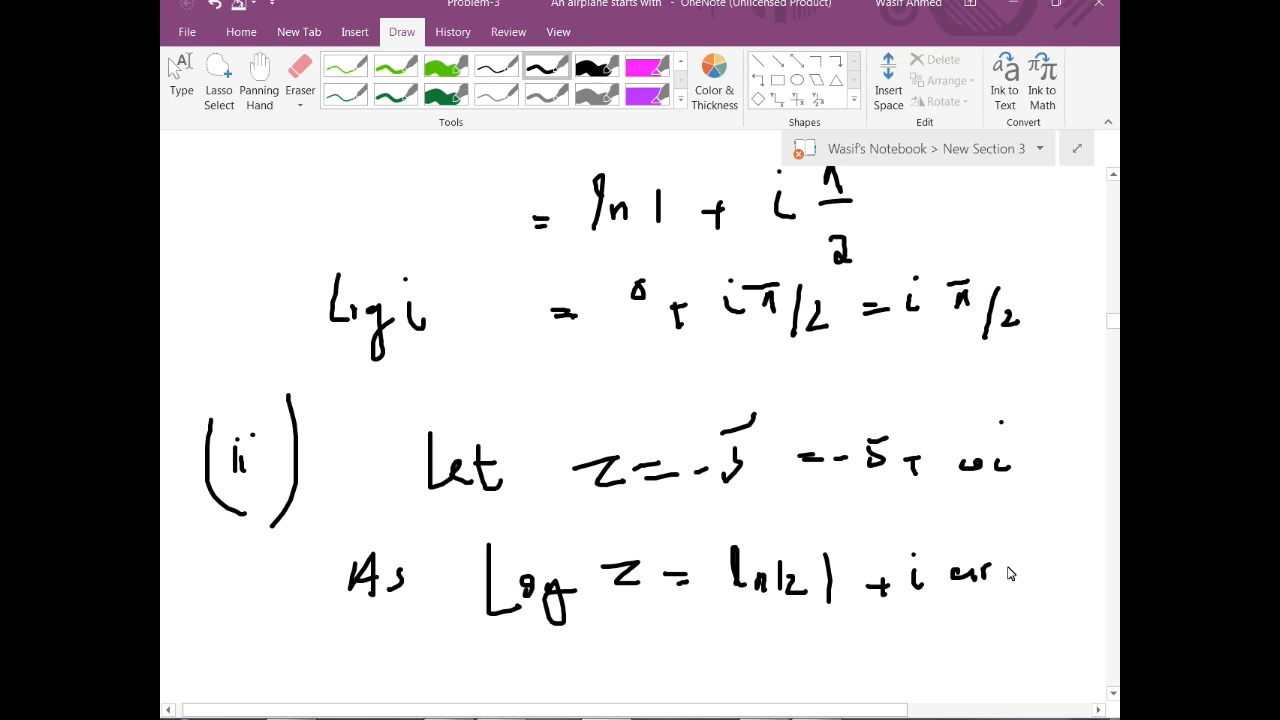 Problem-3 An airplane starts with - OneNote (Unlicensed Product) Wasif Ahmed
File Home New Tab Insert Draw History Review View
Type Lasso Select Panning Hand Eraser Color & Thickness Insert Space Delete Arrange Rotate Ink to Text Ink to Math
Tools Shapes Edit Convert
Wasif's Notebook > New Section 3
= ln 1 + i π/2
Log i = 0 + i π/2 = i π/2
(ii) Let z = -5 = -5 + 0i
As Log z = ln|z| + i ar